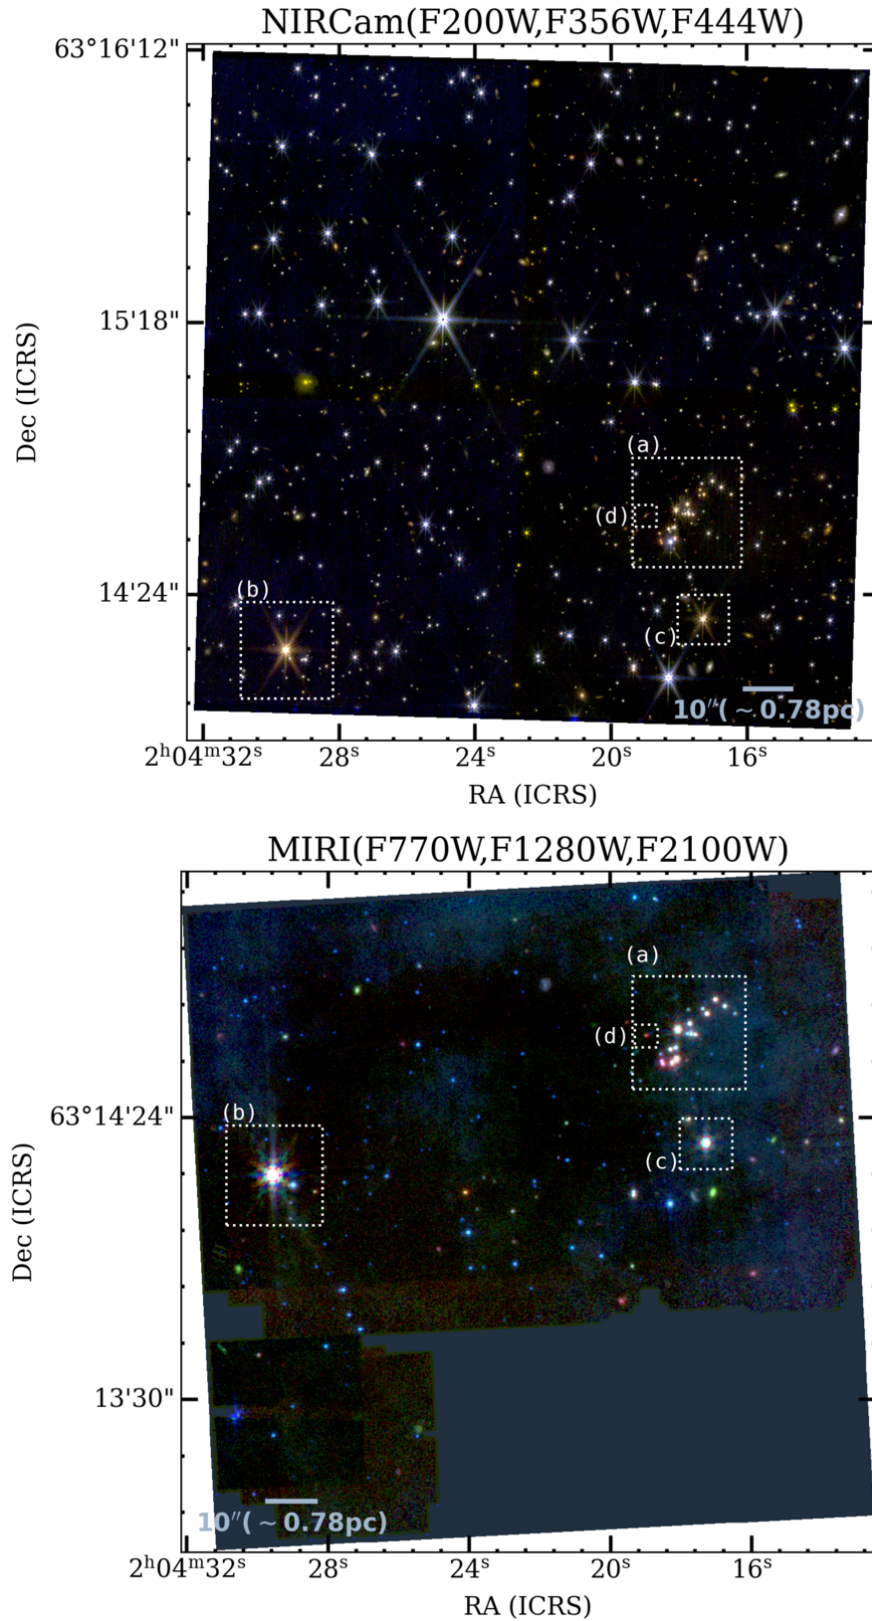 NIRCam(F200W,F356W,F444W)
63°16'12"
15'18"
14'24"
Dec (ICRS)
(a)
(d)
(b)
(c)
10″(~0.78pc)
2ʰ04ᵐ32ˢ 28ˢ 24ˢ 20ˢ 16ˢ
RA (ICRS)
MIRI(F770W,F1280W,F2100W)
(a)
(d)
63°14'24"
(b)
(c)
Dec (ICRS)
13'30"
10″(~0.78pc)
2ʰ04ᵐ32ˢ 28ˢ 24ˢ 20ˢ 16ˢ
RA (ICRS)